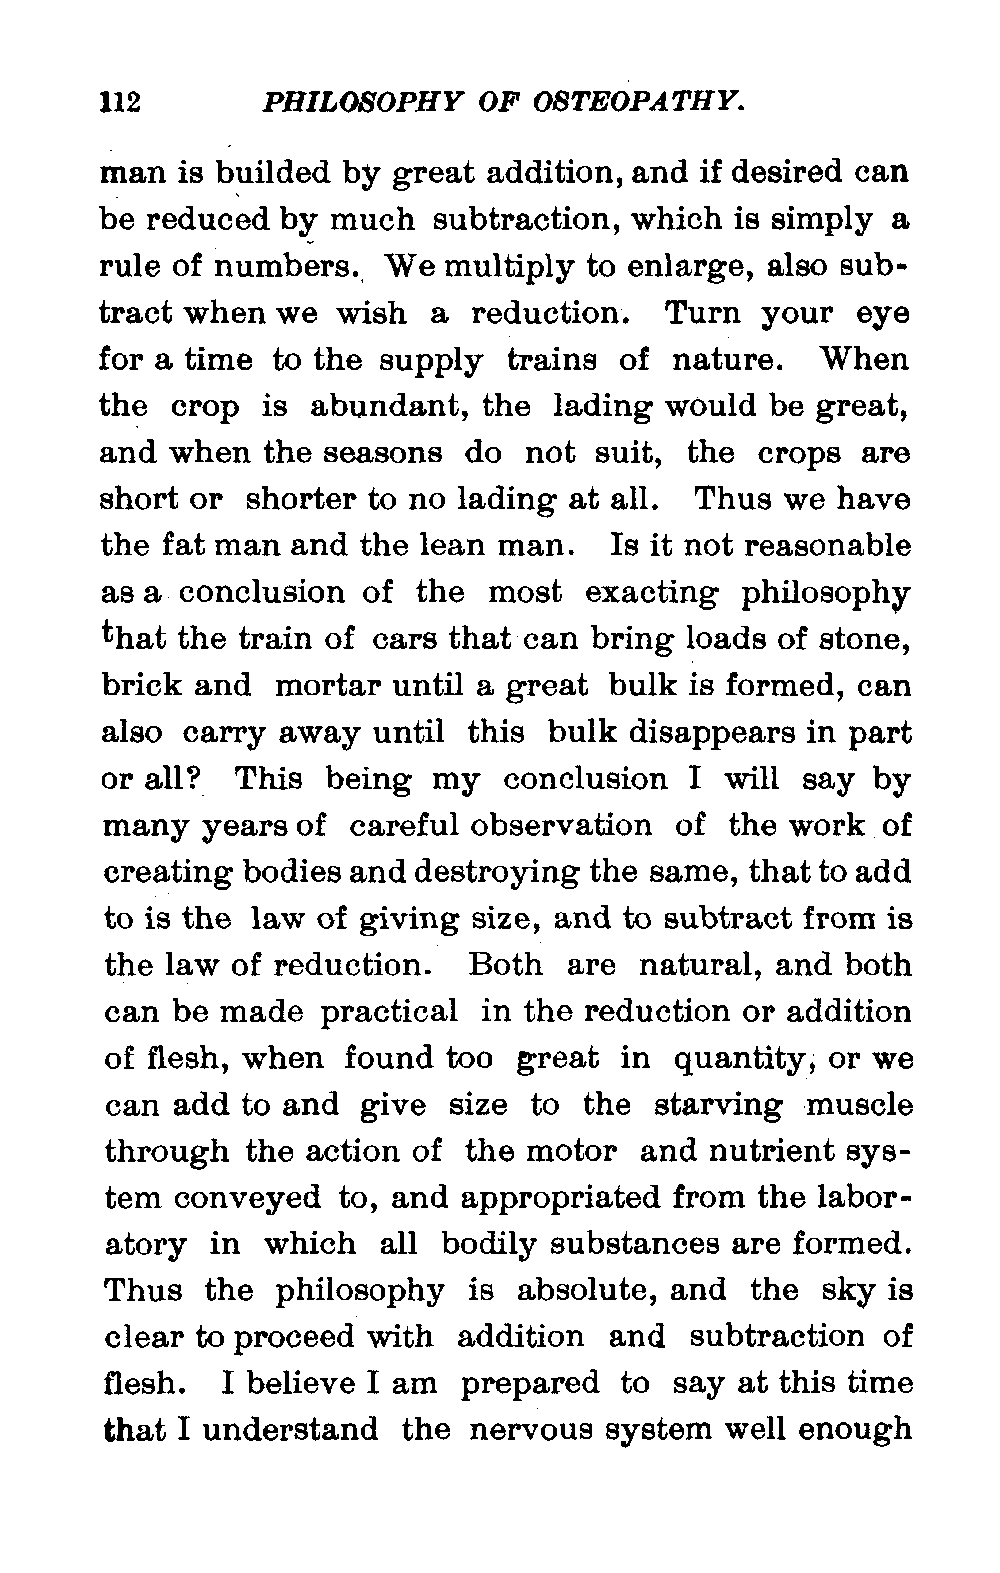 112 PHILOSOPHY OF OSTEOPATHY.
man is builded by great addition, and if desired can
be reduced by much subtraction, which is simply a
rule of numbers. We multiply to enlarge, also sub-
tract when we wish a reduction. Turn your eye
for a time to the supply trains of nature. When
the crop is abundant, the lading would be great,
and when the seasons do not suit, the crops are
short or shorter to no lading at all. Thus we have
the fat man and the lean man. Is it not reasonable
as a conclusion of the most exacting philosophy
that the train of cars that can bring loads of stone,
brick and mortar until a great bulk is formed, can
also carry away until this bulk disappears in part
or all? This being my conclusion I will say by
many years of careful observation of the work of
creating bodies and destroying the same, that to add
to is the law of giving size, and to subtract from is
the law of reduction. Both are natural, and both
can be made practical in the reduction or addition
of flesh, when found too great in quantity, or we
can add to and give size to the starving muscle
through the action of the motor and nutrient sys-
tem conveyed to, and appropriated from the labor-
atory in which all bodily substances are formed.
Thus the philosophy is absolute, and the sky is
clear to proceed with addition and subtraction of
flesh. I believe I am prepared to say at this time
that I understand the nervous system well enough